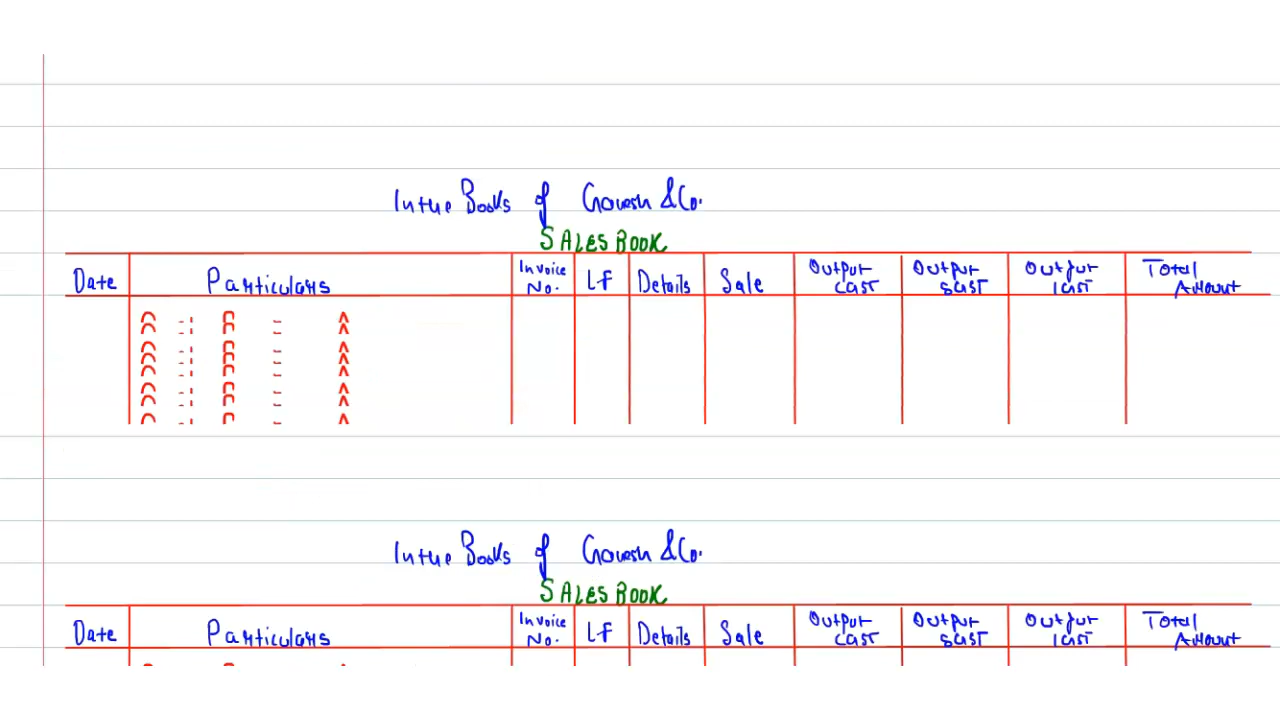 In the Books of Gavesh & Co.
SALES BOOK
Date Particulars Invoice No. LF Details Sale Output CGST Output SGST Output IGST Total Amount
In the Books of Gavesh & Co.
SALES BOOK
Date Particulars Invoice No. LF Details Sale Output CGST Output SGST Output IGST Total Amount